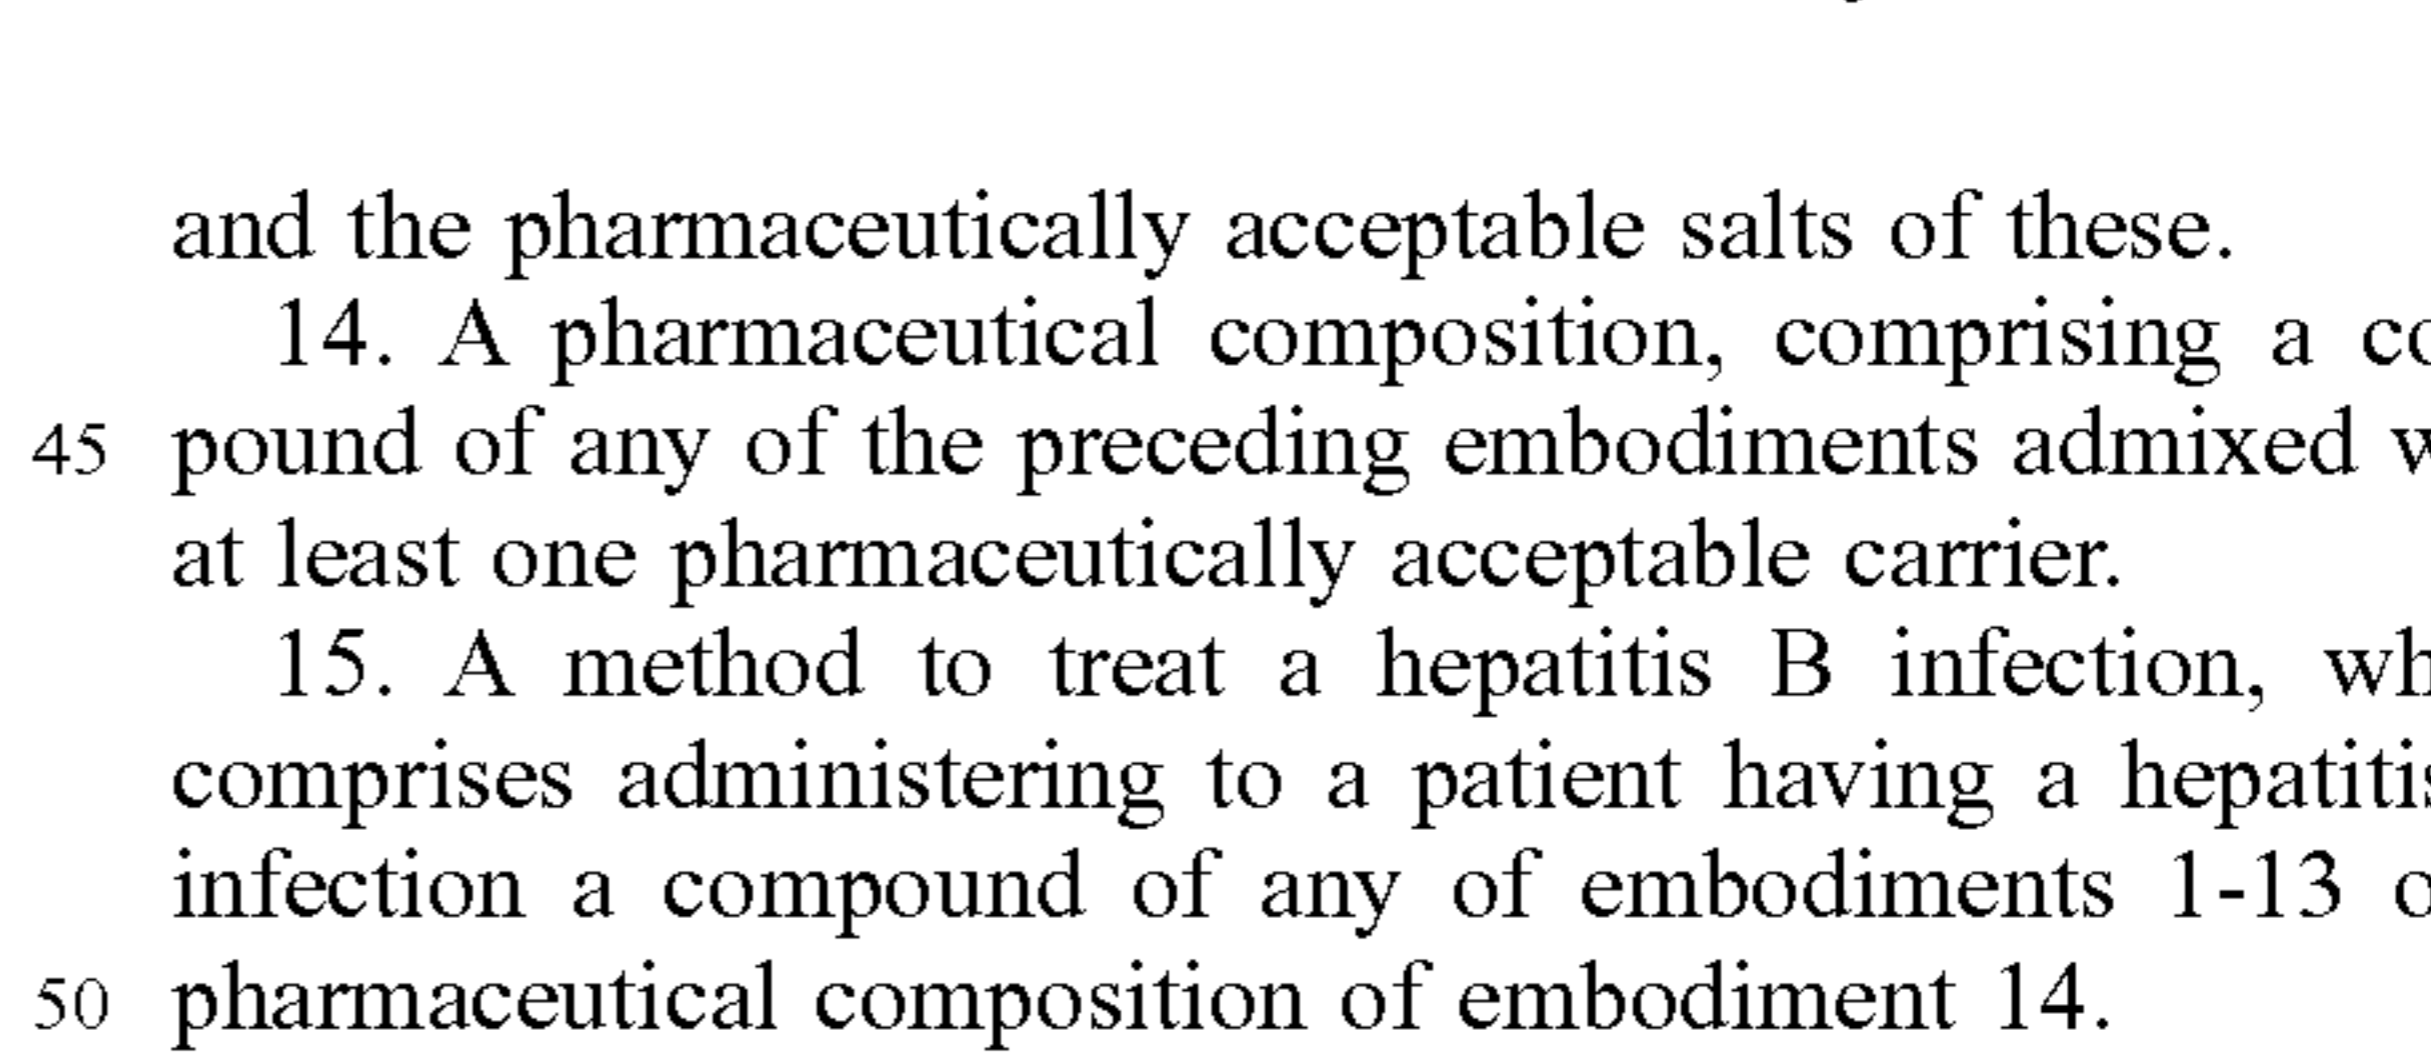 and the pharmaceutically acceptable salts of these.
14. A pharmaceutical composition, comprising a
45 pound of any of the preceding embodiments admixed
at least one pharmaceutically acceptable carrier.
15. A method to treat a hepatitis B infection,
comprises administering to a patient having a hepatitis
infection a compound of any of embodiments 1-13
50 pharmaceutical composition of embodiment 14.